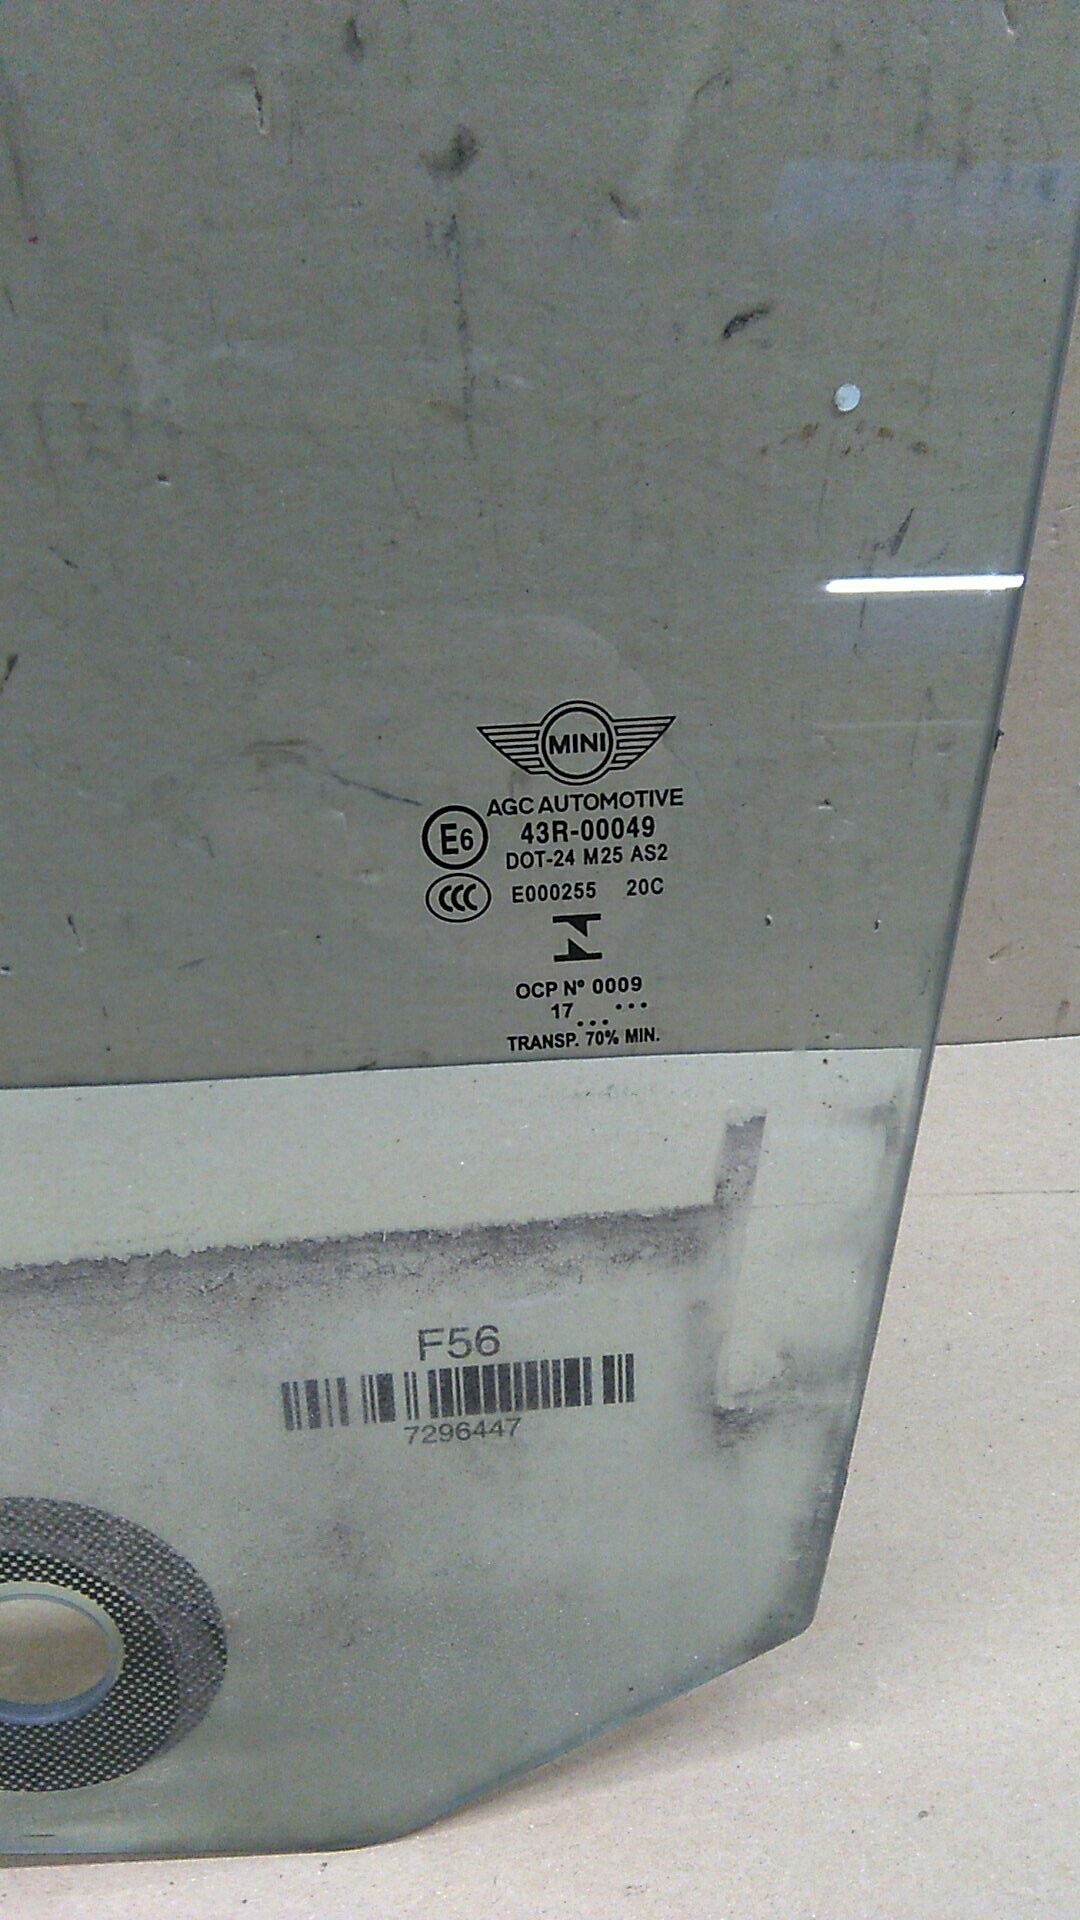 MINI
AGC AUTOMOTIVE
E6 43R-00049
DOT-24 M25 AS2
CCC E000255 20C
OCP Nº 0009
17 ...
...
TRANSP. 70% MIN.
F56
7296447